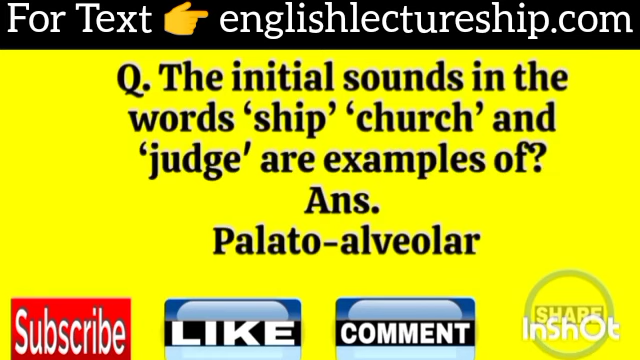 For Text 👉 englishlectureship.com
Q. The initial sounds in the
words ‘ship’ ‘church’ and
‘judge' are examples of?
Ans.
Palato-alveolar
Subscribe
LIKE
COMMENT
SHARE
InShOt